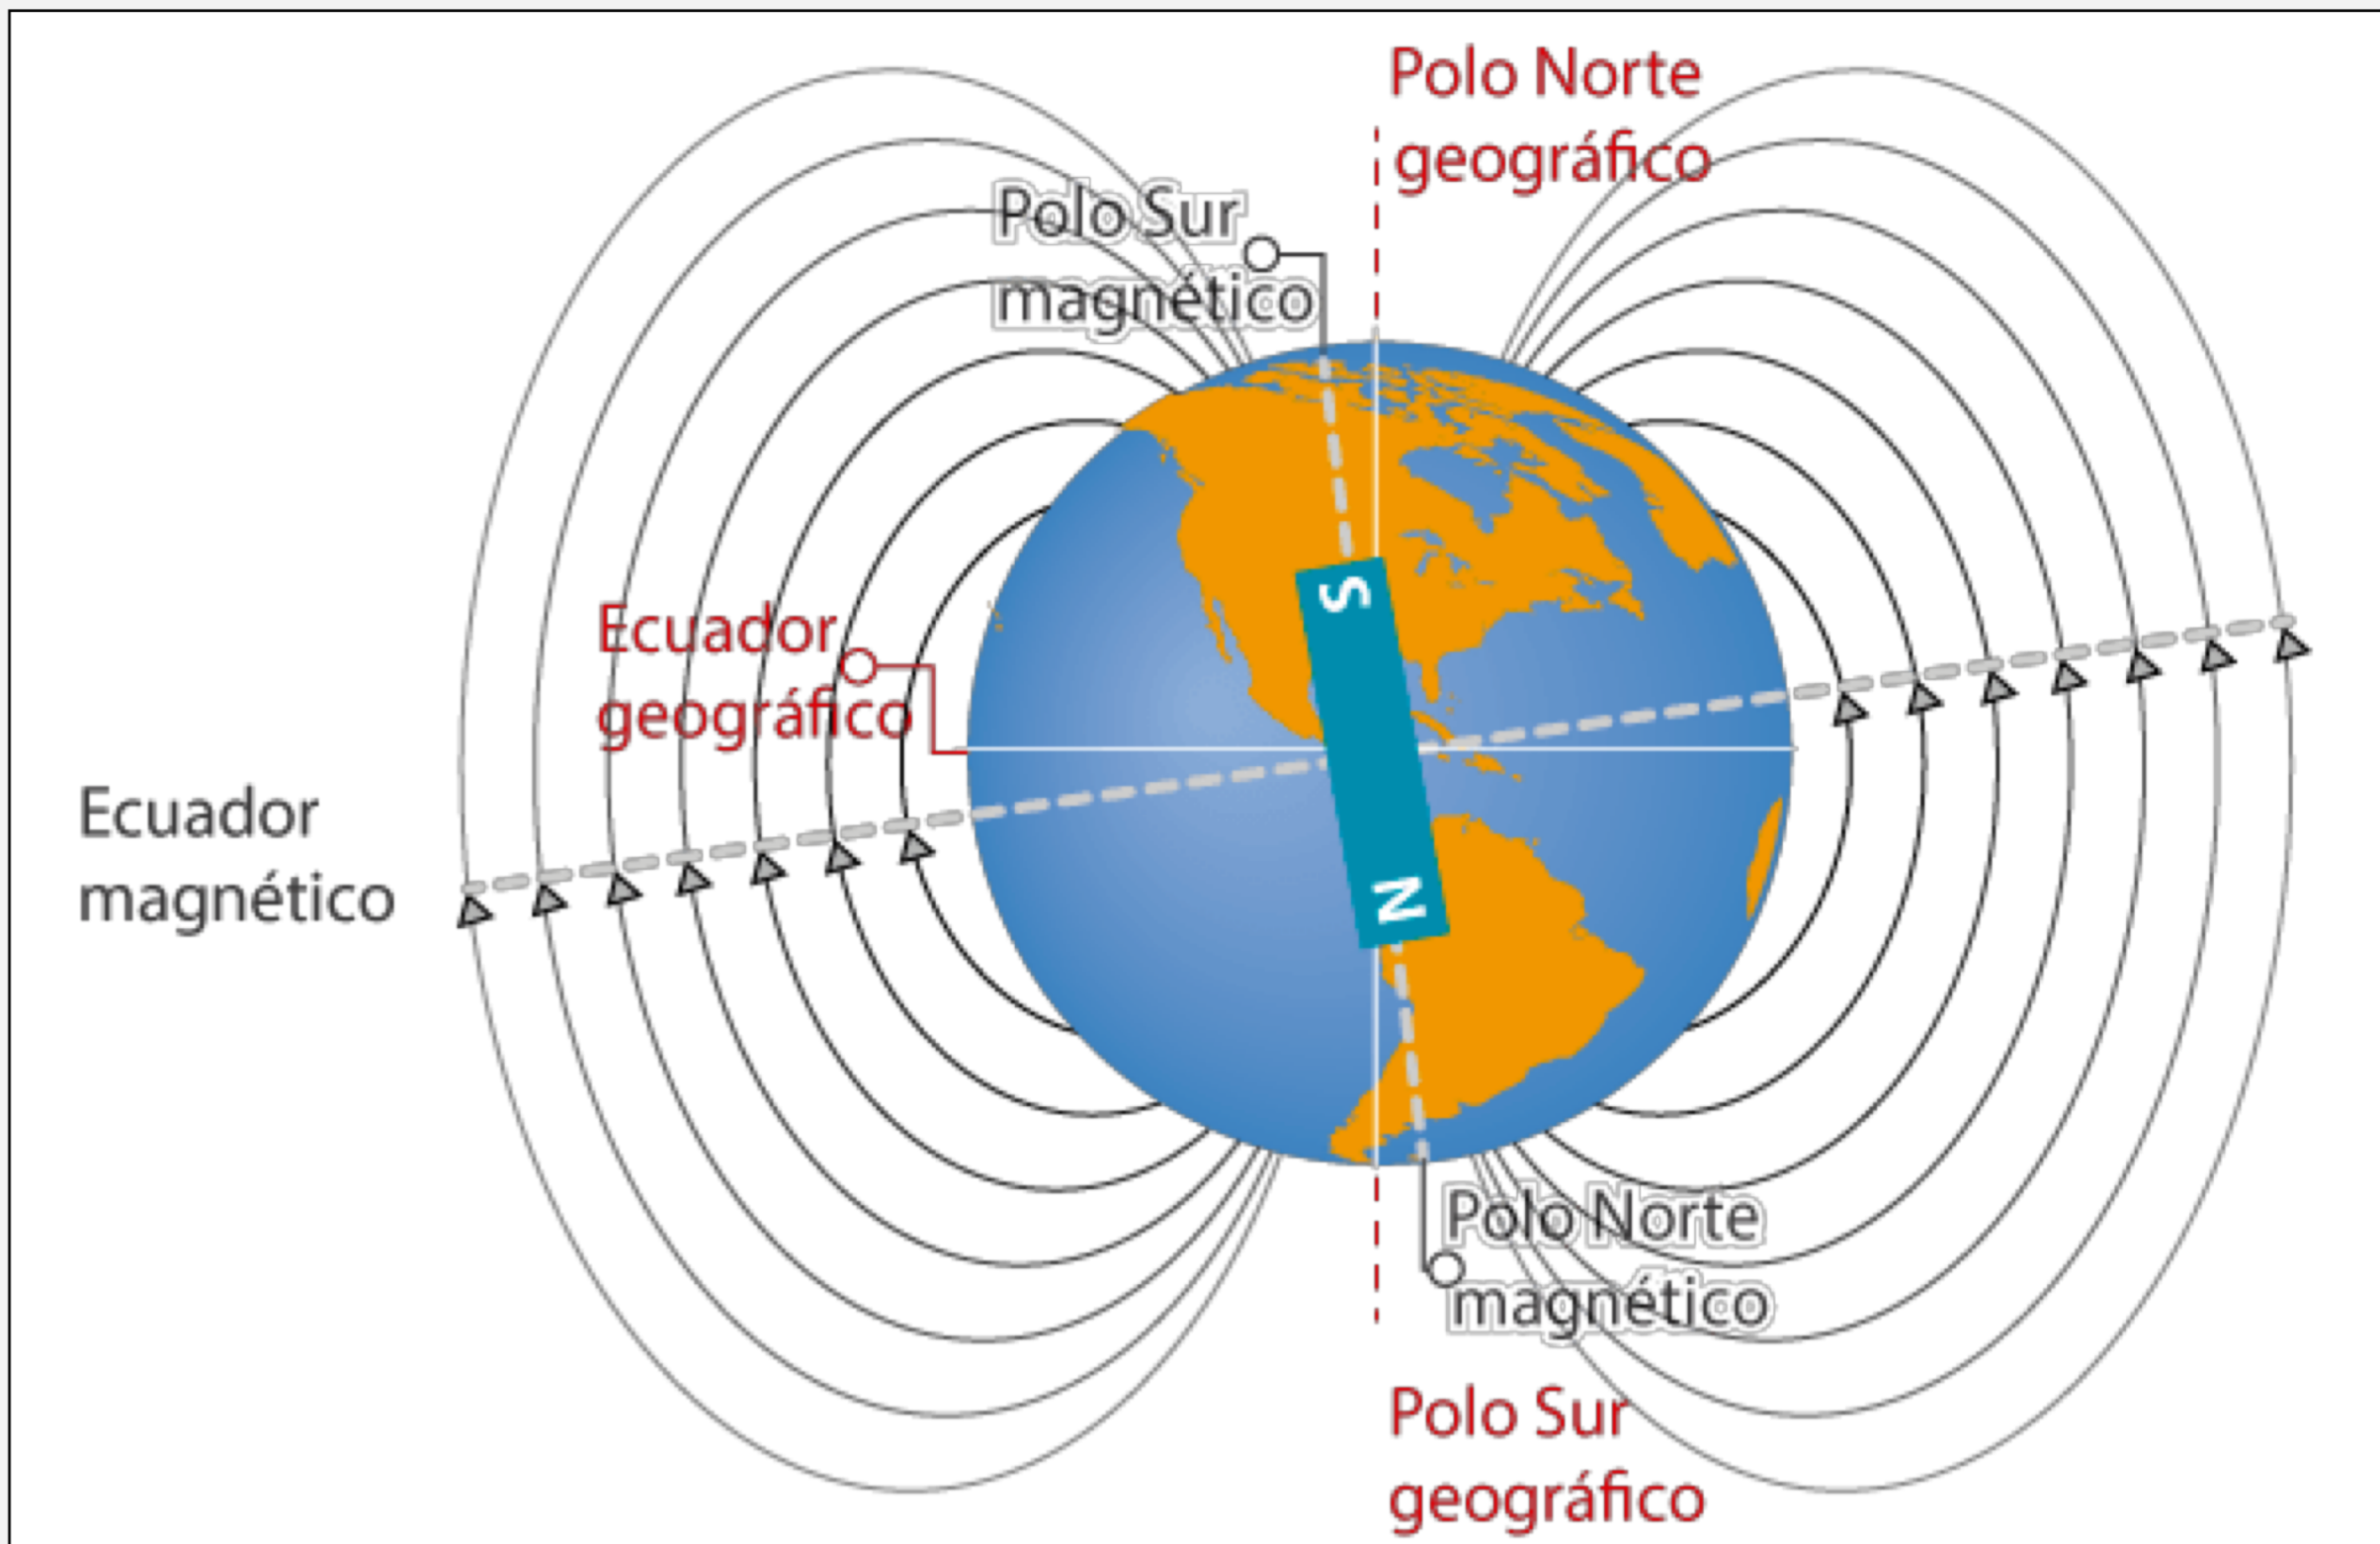 Polo Norte
geográfico
Polo Sur
magnético
S
Ecuador
geográfico
Ecuador
magnético
N
Polo Norte
magnético
Polo Sur
geográfico